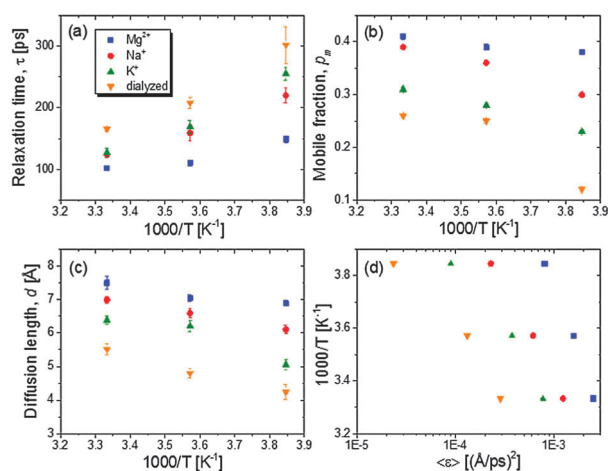 (a)
Mg²⁺
Na⁺
K⁺
dialyzed
Relaxation time, τ [ps]
300
200
100
3.2 3.3 3.4 3.5 3.6 3.7 3.8 3.9
1000/T [K⁻¹]
(b)
Mobile fraction, pₘ
0.4
0.3
0.2
0.1
3.2 3.3 3.4 3.5 3.6 3.7 3.8 3.9
1000/T [K⁻¹]
(c)
Diffusion length, d [Å]
8
7
6
5
4
3
3.2 3.3 3.4 3.5 3.6 3.7 3.8 3.9
1000/T [K⁻¹]
(d)
1000/T [K⁻¹]
3.8
3.6
3.4
3.2
1E-5 1E-4 1E-3
<ε> [(Å/ps)²]